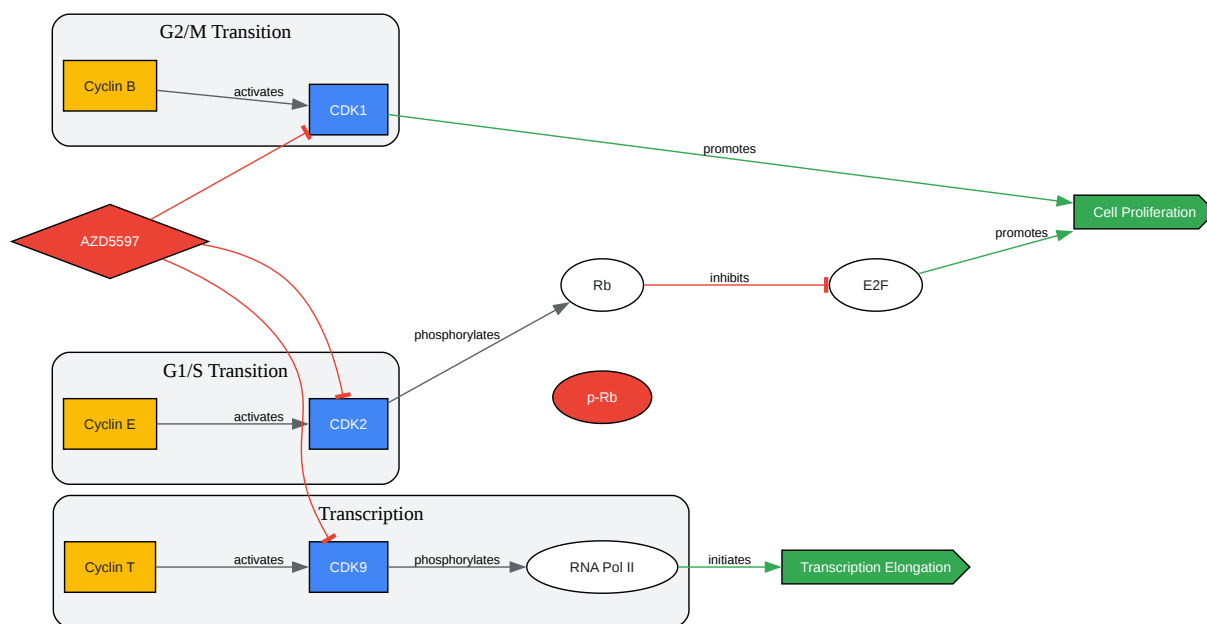 G2/M Transition
Cyclin B
activates
CDK1
promotes
AZD5597
Cell Proliferation
promotes
Rb
inhibits
E2F
phosphorylates
G1/S Transition
Cyclin E
activates
CDK2
p-Rb
Transcription
Cyclin T
activates
CDK9
phosphorylates
RNA Pol II
initiates
Transcription Elongation